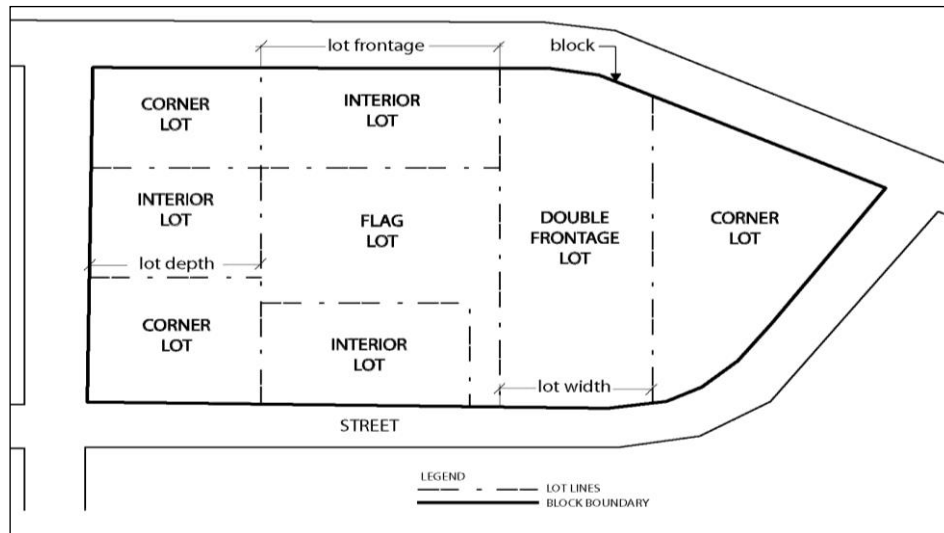 lot frontage
block
CORNER
LOT
INTERIOR
LOT
INTERIOR
LOT
FLAG
LOT
DOUBLE
FRONTAGE
LOT
CORNER
LOT
lot depth
CORNER
LOT
INTERIOR
LOT
lot width
STREET
LEGEND
LOT LINES
BLOCK BOUNDARY